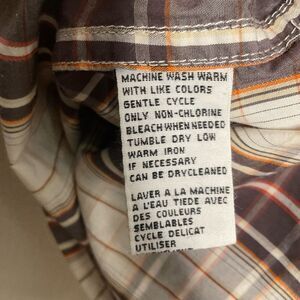 MACHINE WASH WARM
WITH LIKE COLORS
GENTLE CYCLE
ONLY NON-CHLORINE
BLEACH WHEN NEEDED
TUMBLE DRY LOW
WARM IRON
IF NECESSARY
CAN BE DRYCLEANED
LAVER A LA MACHINE
A L'EAU TIEDE AVEC
DES COULEURS
SEMBLABLES
CYCLE DELICAT
UTILISER